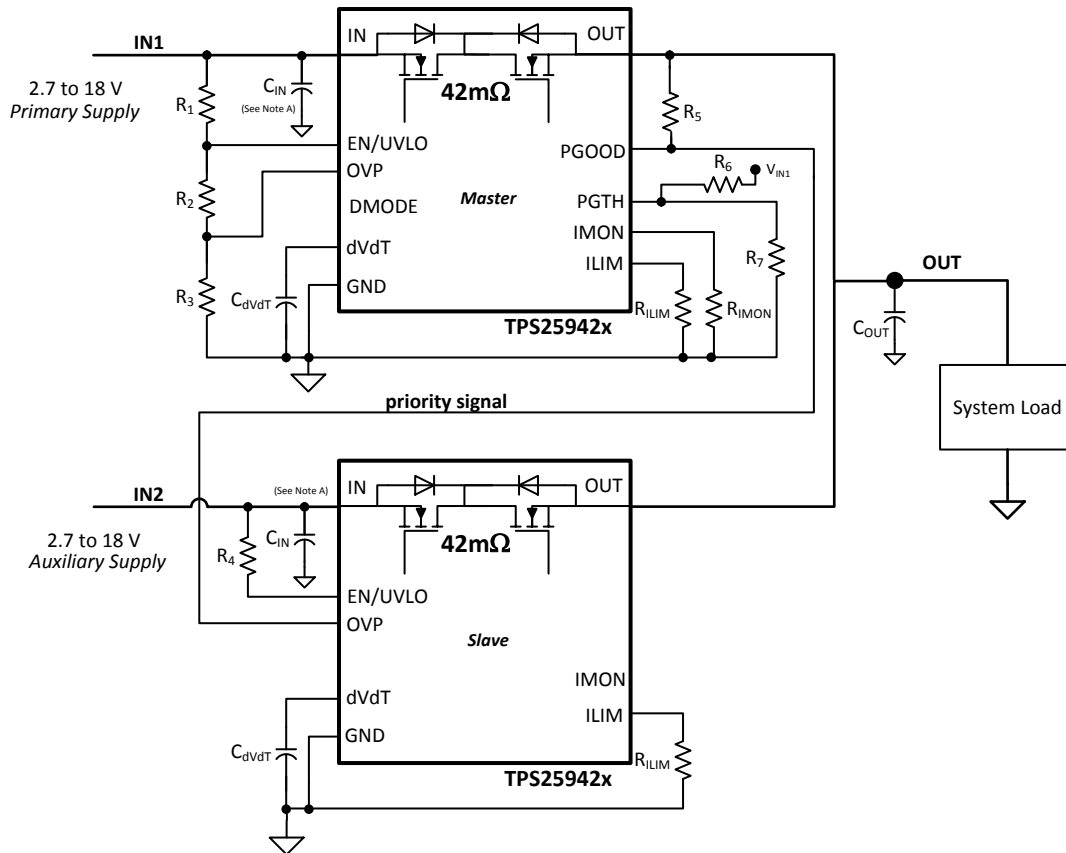 IN1
2.7 to 18 V
Primary Supply
R1
CIN
(See Note A)
IN
OUT
42mΩ
R5
EN/UVLO
PGOOD
R6
VIN1
OVP
R2
Master
DMODE
PGTH
IMON
R7
dVdT
ILIM
OUT
R3
CdVdT
GND
RILIM
RIMON
COUT
TPS25942x
priority signal
System Load
IN2
(See Note A)
IN
OUT
2.7 to 18 V
Auxiliary Supply
R4
CIN
42mΩ
EN/UVLO
OVP
Slave
IMON
dVdT
ILIM
GND
CdVdT
RILIM
TPS25942x